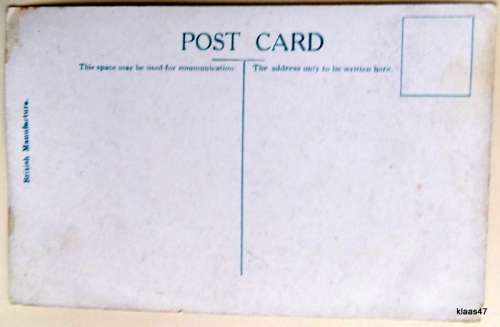 POST CARD
This space may be used for communication
The address only to be written here.
British Manufacture.
klaas47